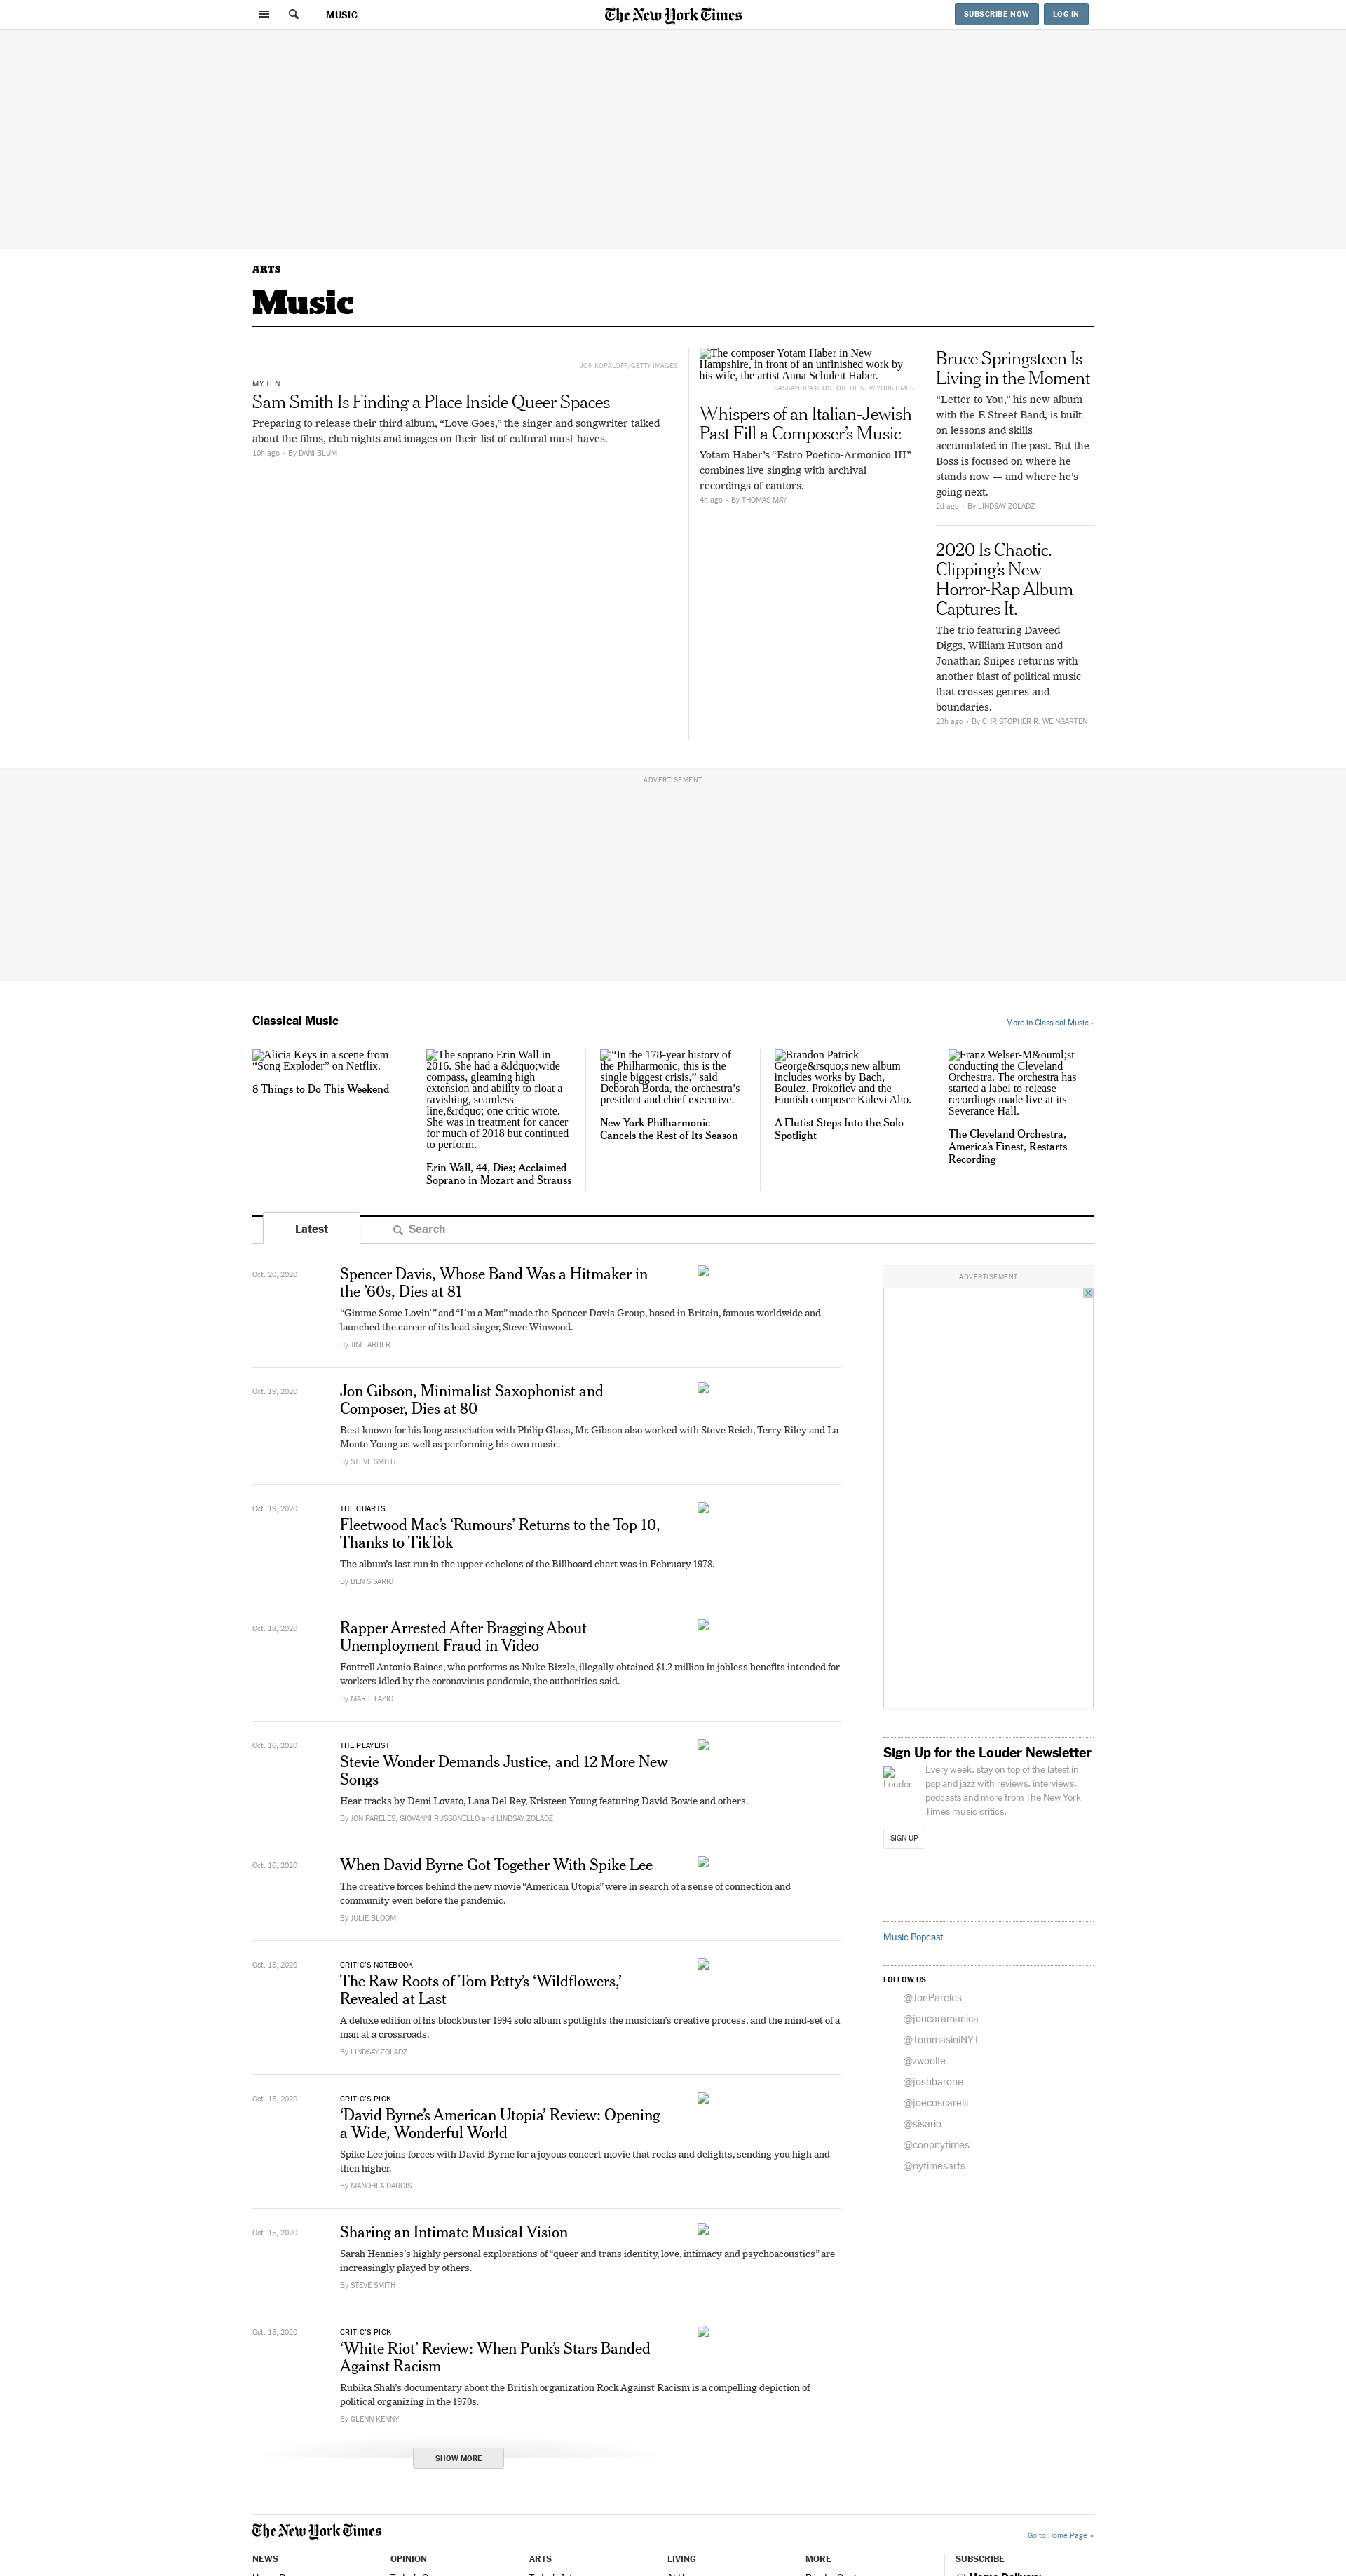 MUSIC
The New York Times
SUBSCRIBE NOW
LOG IN
ARTS
Music
JON KOPALOFF/GETTY IMAGES
MY TEN
Sam Smith Is Finding a Place Inside Queer Spaces
Preparing to release their third album, “Love Goes,” the singer and songwriter talked
about the films, club nights and images on their list of cultural must-haves.
10h ago • By DANI BLUM
The composer Yotam Haber in New
Hampshire, in front of an unfinished work by
his wife, the artist Anna Schuleit Haber.
CASSANDRA KLOS FOR THE NEW YORK TIMES
Whispers of an Italian-Jewish
Past Fill a Composer’s Music
Yotam Haber’s “Estro Poetico-Armonico III”
combines live singing with archival
recordings of cantors.
4h ago • By THOMAS MAY
Bruce Springsteen Is
Living in the Moment
“Letter to You,” his new album
with the E Street Band, is built
on lessons and skills
accumulated in the past. But the
Boss is focused on where he
stands now — and where he’s
going next.
2d ago • By LINDSAY ZOLADZ
2020 Is Chaotic.
Clipping’s New
Horror-Rap Album
Captures It.
The trio featuring Daveed
Diggs, William Hutson and
Jonathan Snipes returns with
another blast of political music
that crosses genres and
boundaries.
23h ago • By CHRISTOPHER R. WEINGARTEN
ADVERTISEMENT
Classical Music
More in Classical Music ›
Alicia Keys in a scene from
“Song Exploder” on Netflix.
8 Things to Do This Weekend
The soprano Erin Wall in
2016. She had a &ldquo;wide
compass, gleaming high
extension and ability to float a
ravishing, seamless
line,&rdquo; one critic wrote.
She was in treatment for cancer
for much of 2018 but continued
to perform.
Erin Wall, 44, Dies; Acclaimed
Soprano in Mozart and Strauss
“In the 178-year history of
the Philharmonic, this is the
single biggest crisis,” said
Deborah Borda, the orchestra’s
president and chief executive.
New York Philharmonic
Cancels the Rest of Its Season
Brandon Patrick
George&rsquo;s new album
includes works by Bach,
Boulez, Prokofiev and the
Finnish composer Kalevi Aho.
A Flutist Steps Into the Solo
Spotlight
Franz Welser-M&ouml;st
conducting the Cleveland
Orchestra. The orchestra has
started a label to release
recordings made live at its
Severance Hall.
The Cleveland Orchestra,
America’s Finest, Restarts
Recording
Latest
Search
Oct. 20, 2020
Spencer Davis, Whose Band Was a Hitmaker in
the ’60s, Dies at 81
“Gimme Some Lovin’ ” and “I’m a Man” made the Spencer Davis Group, based in Britain, famous worldwide and
launched the career of its lead singer, Steve Winwood.
By JIM FARBER
Oct. 19, 2020
Jon Gibson, Minimalist Saxophonist and
Composer, Dies at 80
Best known for his long association with Philip Glass, Mr. Gibson also worked with Steve Reich, Terry Riley and La
Monte Young as well as performing his own music.
By STEVE SMITH
Oct. 19, 2020
THE CHARTS
Fleetwood Mac’s ‘Rumours’ Returns to the Top 10,
Thanks to TikTok
The album’s last run in the upper echelons of the Billboard chart was in February 1978.
By BEN SISARIO
Oct. 18, 2020
Rapper Arrested After Bragging About
Unemployment Fraud in Video
Fontrell Antonio Baines, who performs as Nuke Bizzle, illegally obtained $1.2 million in jobless benefits intended for
workers idled by the coronavirus pandemic, the authorities said.
By MARIE FAZIO
Oct. 16, 2020
THE PLAYLIST
Stevie Wonder Demands Justice, and 12 More New
Songs
Hear tracks by Demi Lovato, Lana Del Rey, Kristeen Young featuring David Bowie and others.
By JON PARELES, GIOVANNI RUSSONELLO and LINDSAY ZOLADZ
Oct. 16, 2020
When David Byrne Got Together With Spike Lee
The creative forces behind the new movie “American Utopia” were in search of a sense of connection and
community even before the pandemic.
By JULIE BLOOM
Oct. 15, 2020
CRITIC’S NOTEBOOK
The Raw Roots of Tom Petty’s ‘Wildflowers,’
Revealed at Last
A deluxe edition of his blockbuster 1994 solo album spotlights the musician’s creative process, and the mind-set of a
man at a crossroads.
By LINDSAY ZOLADZ
Oct. 15, 2020
CRITIC’S PICK
‘David Byrne’s American Utopia’ Review: Opening
a Wide, Wonderful World
Spike Lee joins forces with David Byrne for a joyous concert movie that rocks and delights, sending you high and
then higher.
By MANOHLA DARGIS
Oct. 15, 2020
Sharing an Intimate Musical Vision
Sarah Hennies’s highly personal explorations of “queer and trans identity, love, intimacy and psychoacoustics” are
increasingly played by others.
By STEVE SMITH
Oct. 15, 2020
CRITIC’S PICK
‘White Riot’ Review: When Punk’s Stars Banded
Against Racism
Rubika Shah’s documentary about the British organization Rock Against Racism is a compelling depiction of
political organizing in the 1970s.
By GLENN KENNY
SHOW MORE
ADVERTISEMENT
Sign Up for the Louder Newsletter
Louder
Every week, stay on top of the latest in
pop and jazz with reviews, interviews,
podcasts and more from The New York
Times music critics.
SIGN UP
Music Popcast
FOLLOW US
@JonPareles
@joncaramanica
@TommasiniNYT
@zwoolfe
@joshbarone
@joecoscarelli
@sisario
@coopnytimes
@nytimesarts
The New York Times
Go to Home Page »
NEWS
OPINION
ARTS
LIVING
MORE
SUBSCRIBE